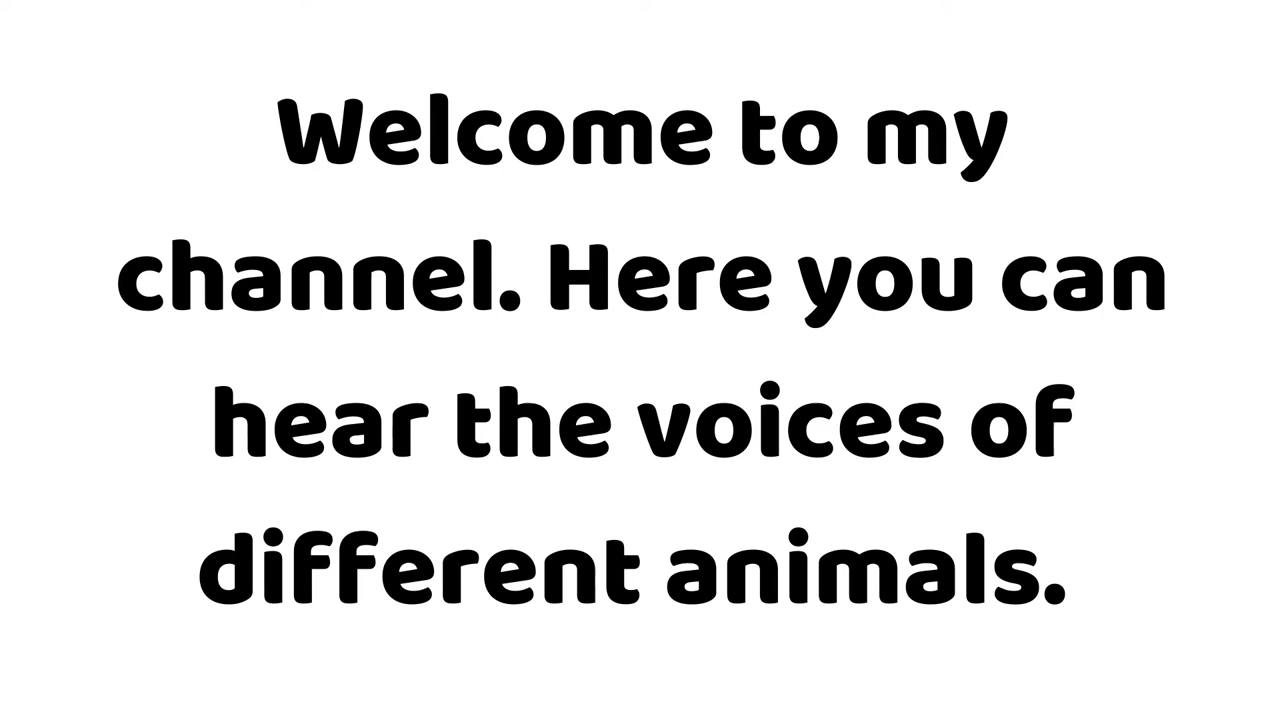 Welcome to my
channel. Here you can
hear the voices of
different animals.